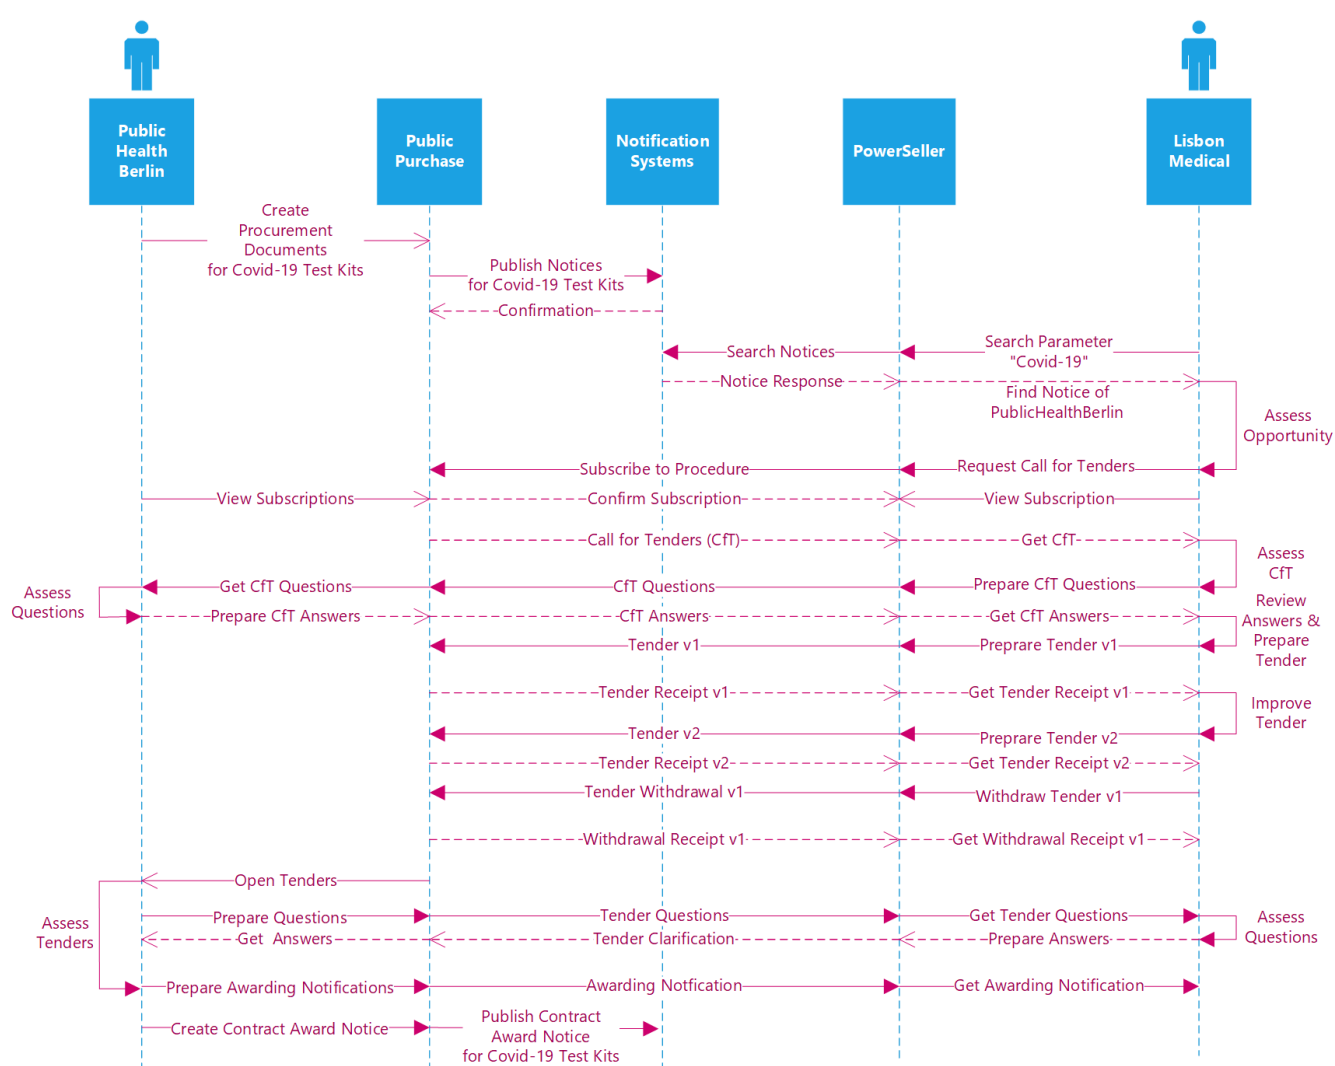 Public
Health
Berlin
Public
Purchase
Notification
Systems
PowerSeller
Lisbon
Medical
Create
Procurement
Documents
for Covid-19 Test Kits
Publish Notices
for Covid-19 Test Kits
Confirmation
Search Notices
Search Parameter
"Covid-19"
Notice Response
Find Notice of
PublicHealthBerlin
Assess
Opportunity
Subscribe to Procedure
Request Call for Tenders
View Subscriptions
Confirm Subscription
View Subscription
Call for Tenders (CfT)
Get CfT
Assess
CfT
Assess
Questions
Get CfT Questions
CfT Questions
Prepare CfT Questions
Prepare CfT Answers
CfT Answers
Get CfT Answers
Review
Answers &
Prepare
Tender
Tender v1
Preprare Tender v1
Tender Receipt v1
Get Tender Receipt v1
Improve
Tender
Tender v2
Preprare Tender v2
Tender Receipt v2
Get Tender Receipt v2
Tender Withdrawal v1
Withdraw Tender v1
Withdrawal Receipt v1
Get Withdrawal Receipt v1
Open Tenders
Assess
Tenders
Prepare Questions
Tender Questions
Get Tender Questions
Assess
Questions
Get  Answers
Tender Clarification
Prepare Answers
Prepare Awarding Notifications
Awarding Notfication
Get Awarding Notification
Create Contract Award Notice
Publish Contract
Award Notice
for Covid-19 Test Kits